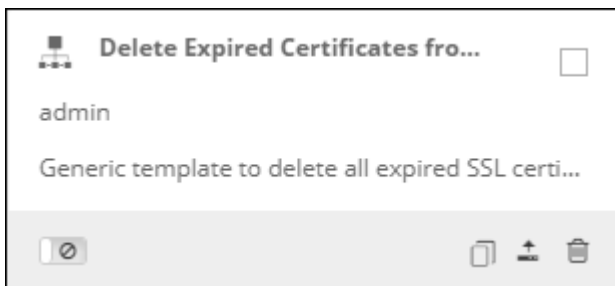 Delete Expired Certificates fro...
admin
Generic template to delete all expired SSL certi...